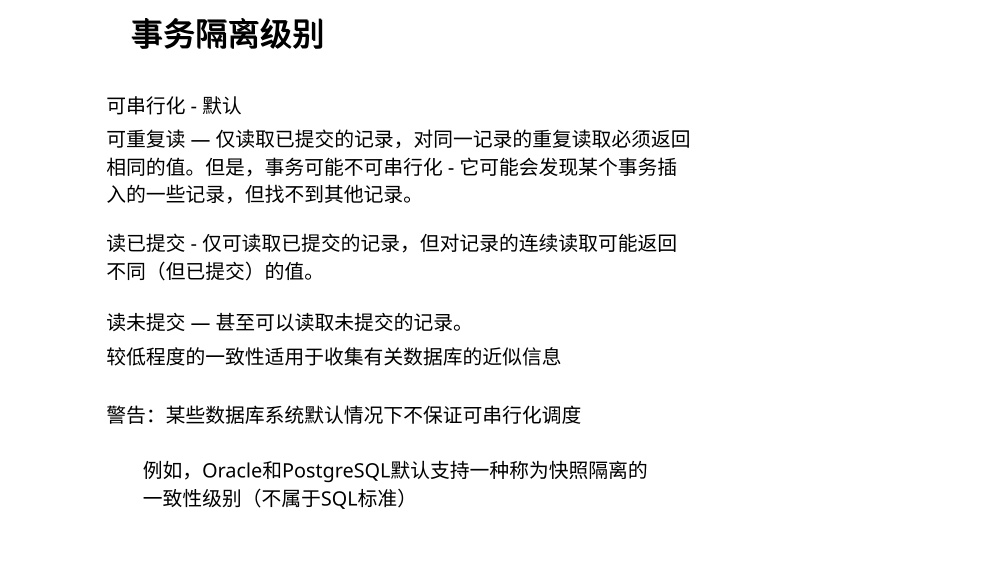 事务隔离级别
可串行化 - 默认
可重复读 — 仅读取已提交的记录，对同一记录的重复读取必须返回
相同的值。但是，事务可能不可串行化 - 它可能会发现某个事务插
入的一些记录，但找不到其他记录。
读已提交 - 仅可读取已提交的记录，但对记录的连续读取可能返回
不同（但已提交）的值。
读未提交 — 甚至可以读取未提交的记录。
较低程度的一致性适用于收集有关数据库的近似信息
警告：某些数据库系统默认情况下不保证可串行化调度
例如，Oracle和PostgreSQL默认支持一种称为快照隔离的
一致性级别（不属于SQL标准）